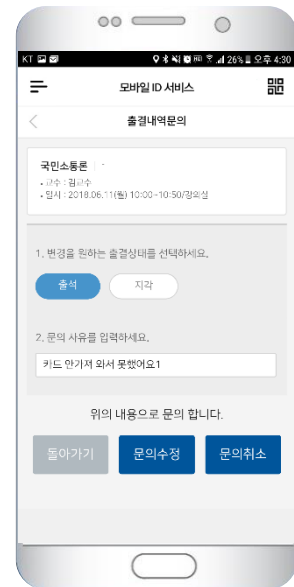 KT 26% 오후 4:30
모바일 ID 서비스
출결내역문의
국민소통론
• 교수 : 김교수
• 일시 : 2018.06.11(월) 10:00~10:50/강의실
1. 변경을 원하는 출결상태를 선택하세요.
출석 지각
2. 문의 사유를 입력하세요.
카드 안가져 와서 못했어요1
위의 내용으로 문의 합니다.
돌아가기 문의수정 문의취소